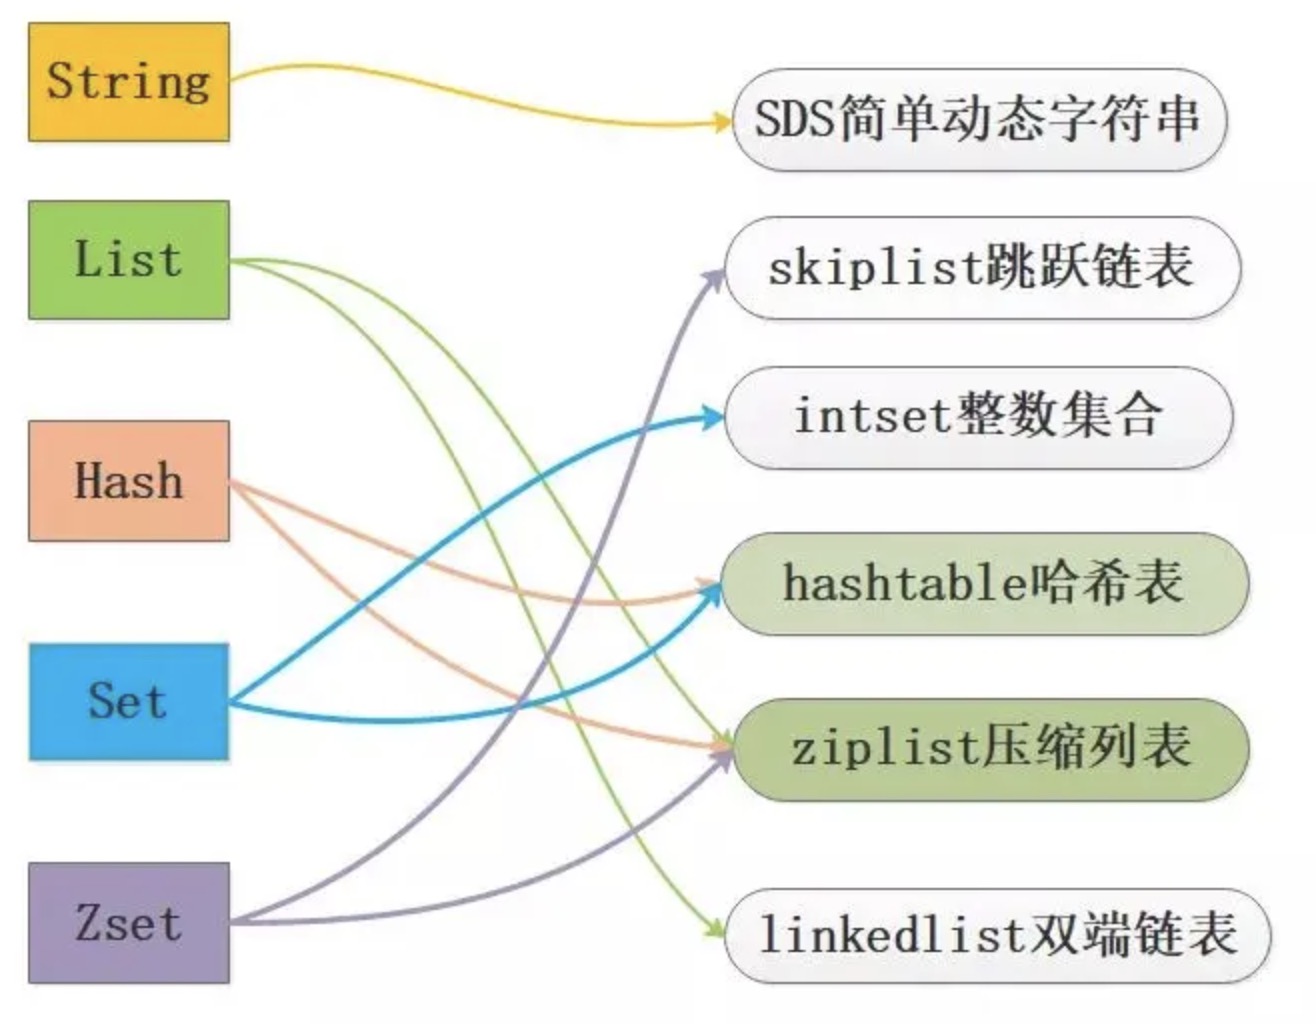 String
List
Hash
Set
Zset
SDS简单动态字符串
skiplist跳跃链表
intset整数集合
hashtable哈希表
ziplist压缩列表
linkedlist双端链表